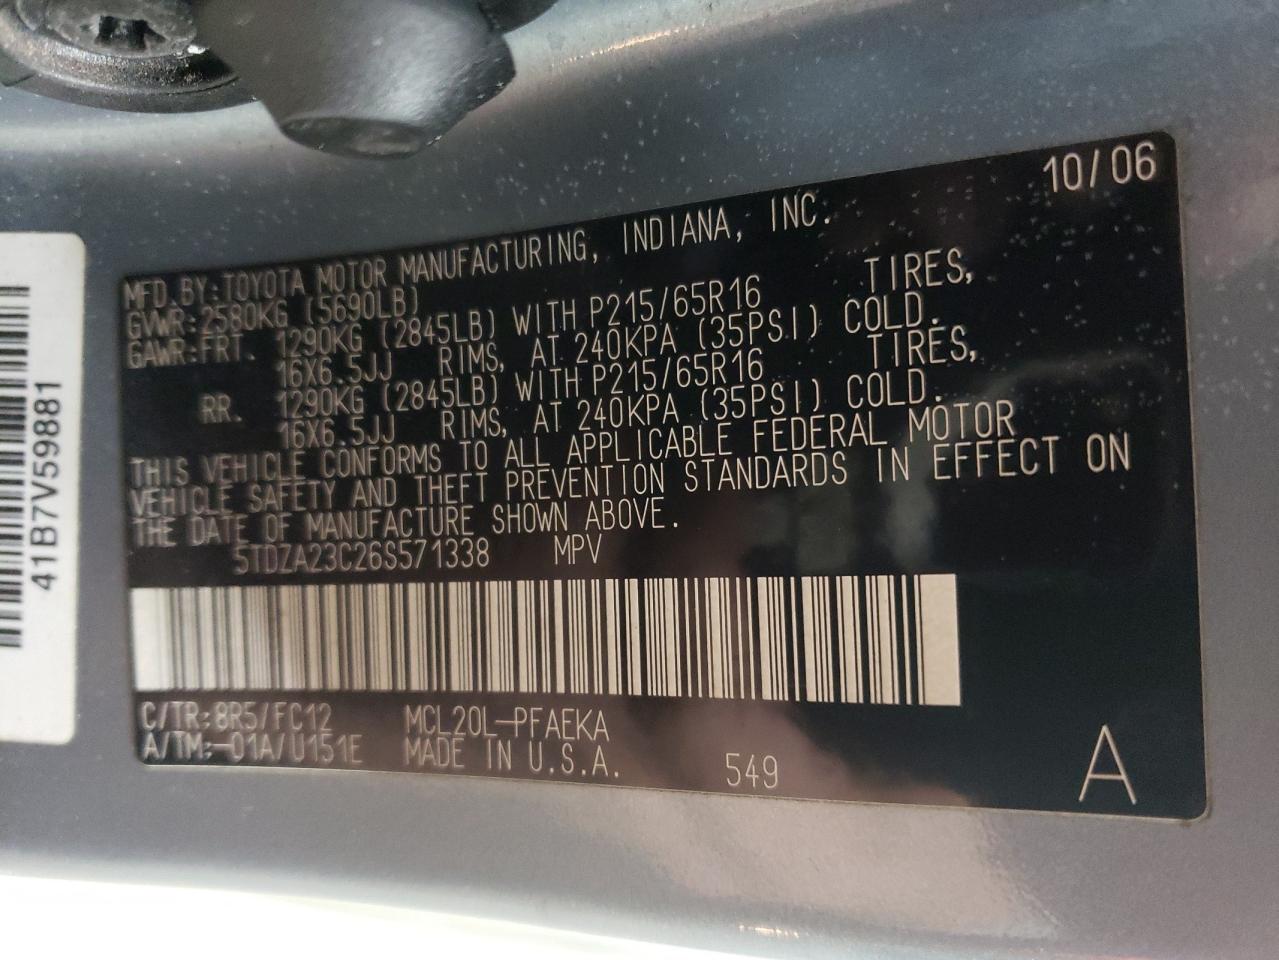 10/06
MFD.BY:TOYOTA MOTOR MANUFACTURING, INDIANA, INC.
GVWR:2580KG (5690LB)
GAWR:FRT. 1290KG (2845LB) WITH P215/65R16 TIRES,
16X6.5JJ RIMS, AT 240KPA (35PSI) COLD.
RR. 1290KG (2845LB) WITH P215/65R16 TIRES,
16X6.5JJ RIMS, AT 240KPA (35PSI) COLD.
THIS VEHICLE CONFORMS TO ALL APPLICABLE FEDERAL MOTOR
VEHICLE SAFETY AND THEFT PREVENTION STANDARDS IN EFFECT ON
THE DATE OF MANUFACTURE SHOWN ABOVE.
5TDZA23C26S571338 MPV
C/TR:8R5/FC12 MCL20L-PFAEKA
A/TM:-01A/U151E MADE IN U.S.A. 549
A
41B7V59881